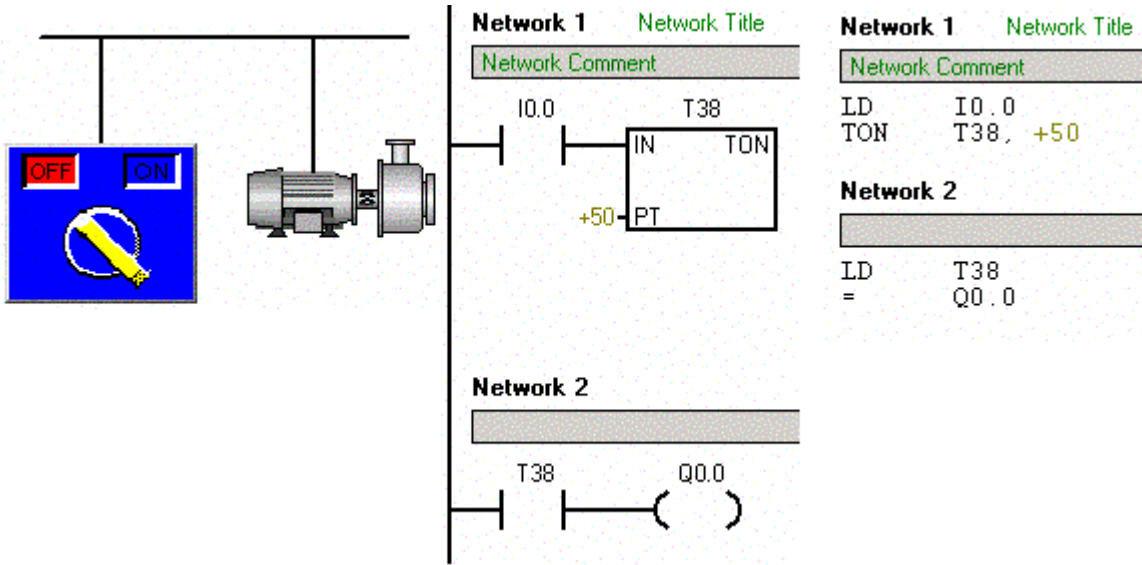 OFF ON
Network 1 Network Title
Network Comment
I0.0 T38
IN TON
+50 PT
Network 2
T38 Q0.0
Network 1 Network Title
Network Comment
LD I0.0
TON T38, +50
Network 2
LD T38
= Q0.0